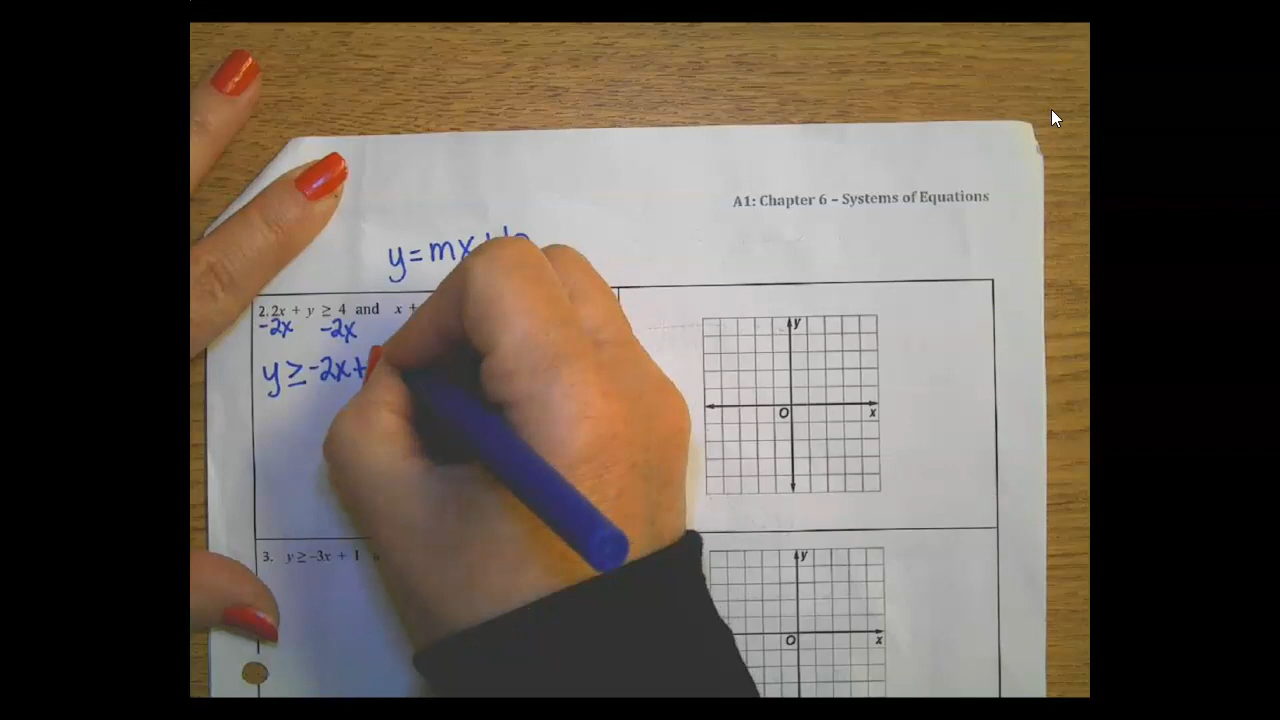 A1: Chapter 6 – Systems of Equations
y = mx +
2. 2x + y ≥ 4 and x +
-2x -2x
y ≥ -2x +
y
O
x
3. y ≥ –3x + 1
y
O
x